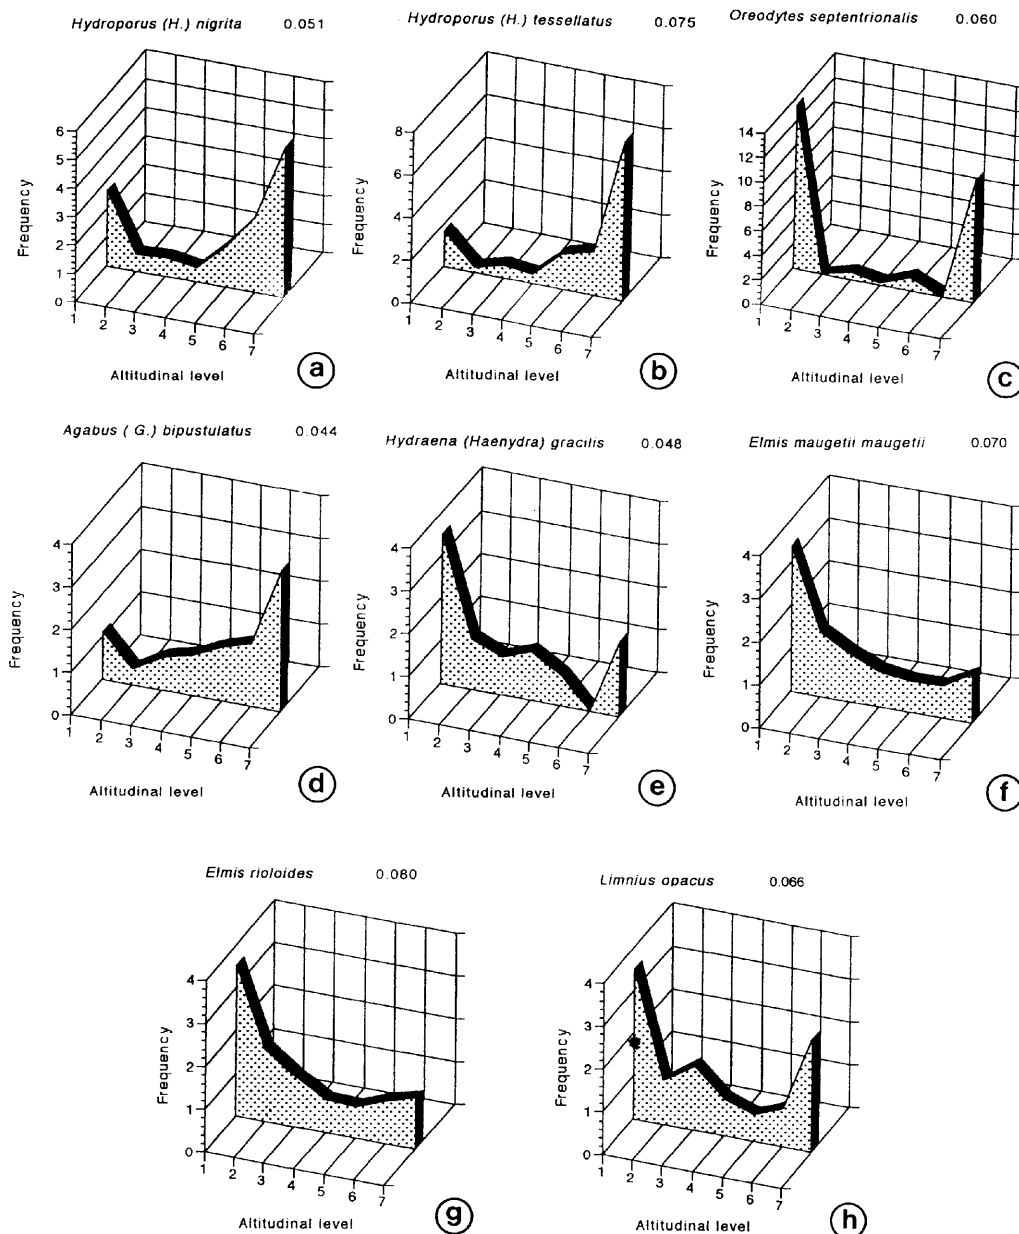 Hydroporus (H.) nigrita 0.051
6
5
4
3
2
1
0
Frequency
1 2 3 4 5 6 7
Altitudinal level
a
Hydroporus (H.) tessellatus 0.075
8
6
4
2
0
Frequency
1 2 3 4 5 6 7
Altitudinal level
b
Oreodytes septentrionalis 0.060
14
12
10
8
6
4
2
0
Frequency
1 2 3 4 5 6 7
Altitudinal level
c
Agabus ( G.) bipustulatus 0.044
4
3
2
1
0
Frequency
1 2 3 4 5 6 7
Altitudinal level
d
Hydraena (Haenydra) gracilis 0.048
4
3
2
1
0
Frequency
1 2 3 4 5 6 7
Altitudinal level
e
Elmis maugetii maugetii 0.070
4
3
2
1
0
Frequency
1 2 3 4 5 6 7
Altitudinal level
f
Elmis rioloides 0.080
4
3
2
1
0
Frequency
1 2 3 4 5 6 7
Altitudinal level
g
Limnius opacus 0.066
4
3
2
1
0
Frequency
1 2 3 4 5 6 7
Altitudinal level
h